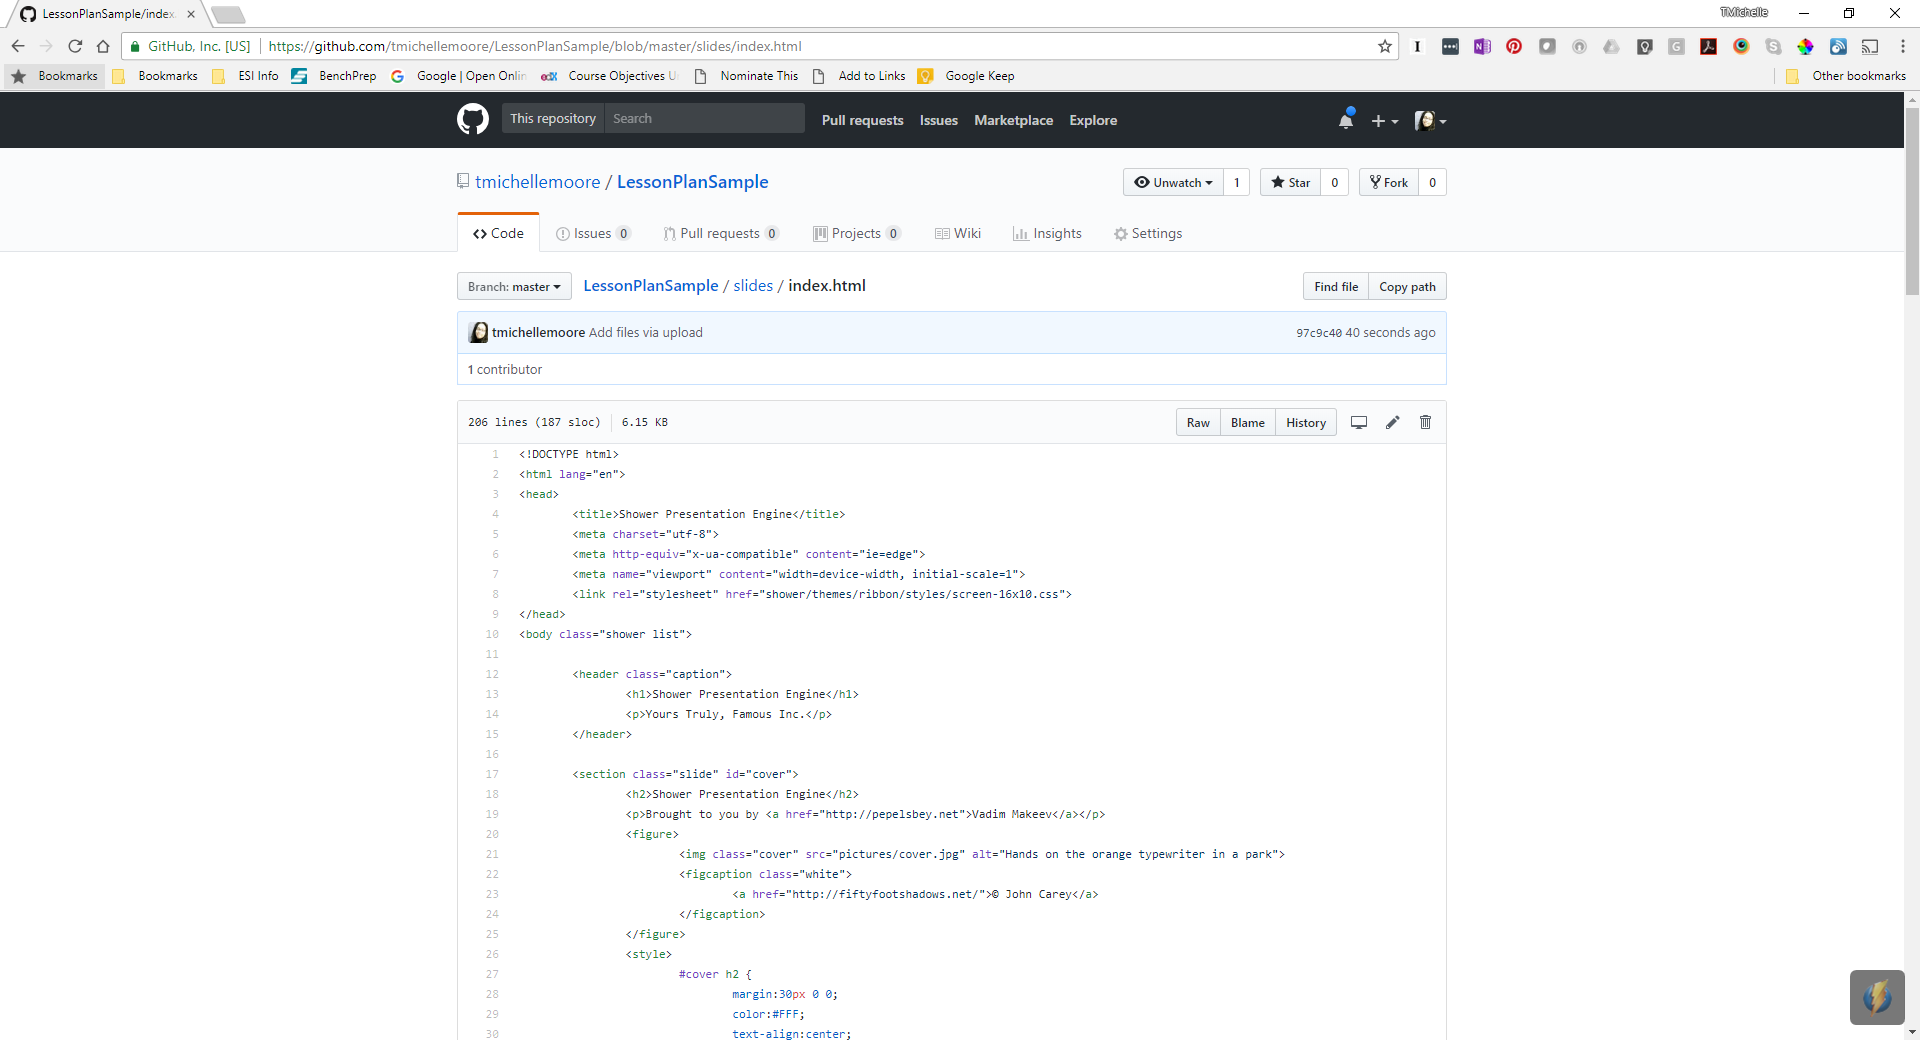 LessonPlanSample/index.
TMichelle
GitHub, Inc. [US] https://github.com/tmichellemoore/LessonPlanSample/blob/master/slides/index.html
Bookmarks Bookmarks ESI Info BenchPrep Google | Open Onlin Course Objectives U Nominate This Add to Links Google Keep Other bookmarks
This repository Search Pull requests Issues Marketplace Explore
tmichellemoore / LessonPlanSample Unwatch 1 Star 0 Fork 0
Code Issues 0 Pull requests 0 Projects 0 Wiki Insights Settings
Branch: master LessonPlanSample / slides / index.html Find file Copy path
tmichellemoore Add files via upload 97c9c40 40 seconds ago
1 contributor
206 lines (187 sloc) 6.15 KB Raw Blame History
1 <!DOCTYPE html>
2 <html lang="en">
3 <head>
4 <title>Shower Presentation Engine</title>
5 <meta charset="utf-8">
6 <meta http-equiv="x-ua-compatible" content="ie=edge">
7 <meta name="viewport" content="width=device-width, initial-scale=1">
8 <link rel="stylesheet" href="shower/themes/ribbon/styles/screen-16x10.css">
9 </head>
10 <body class="shower list">
11
12 <header class="caption">
13 <h1>Shower Presentation Engine</h1>
14 <p>Yours Truly, Famous Inc.</p>
15 </header>
16
17 <section class="slide" id="cover">
18 <h2>Shower Presentation Engine</h2>
19 <p>Brought to you by <a href="http://pepelsbey.net">Vadim Makeev</a></p>
20 <figure>
21 <img class="cover" src="pictures/cover.jpg" alt="Hands on the orange typewriter in a park">
22 <figcaption class="white">
23 <a href="http://fiftyfootshadows.net/">© John Carey</a>
24 </figcaption>
25 </figure>
26 <style>
27 #cover h2 {
28 margin:30px 0 0;
29 color:#FFF;
30 text-align:center;